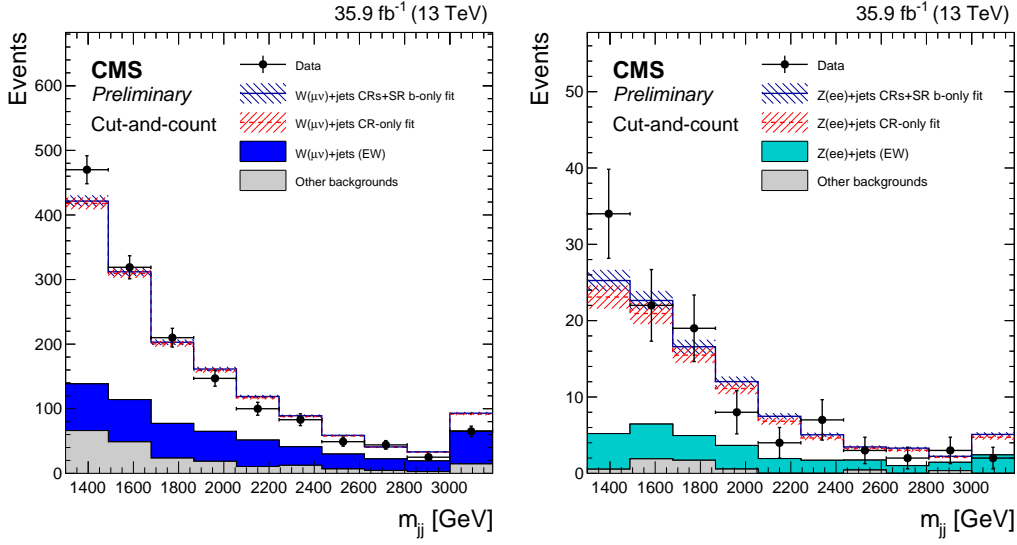 35.9 fb⁻¹ (13 TeV)
Events
CMS
Preliminary
Cut-and-count
Data
W(μν)+jets CRs+SR b-only fit
W(μν)+jets CR-only fit
W(μν)+jets (EW)
Other backgrounds
600
500
400
300
200
100
0
1400 1600 1800 2000 2200 2400 2600 2800 3000
m_jj [GeV]
35.9 fb⁻¹ (13 TeV)
Events
CMS
Preliminary
Cut-and-count
Data
Z(ee)+jets CRs+SR b-only fit
Z(ee)+jets CR-only fit
Z(ee)+jets (EW)
Other backgrounds
50
40
30
20
10
0
1400 1600 1800 2000 2200 2400 2600 2800 3000
m_jj [GeV]